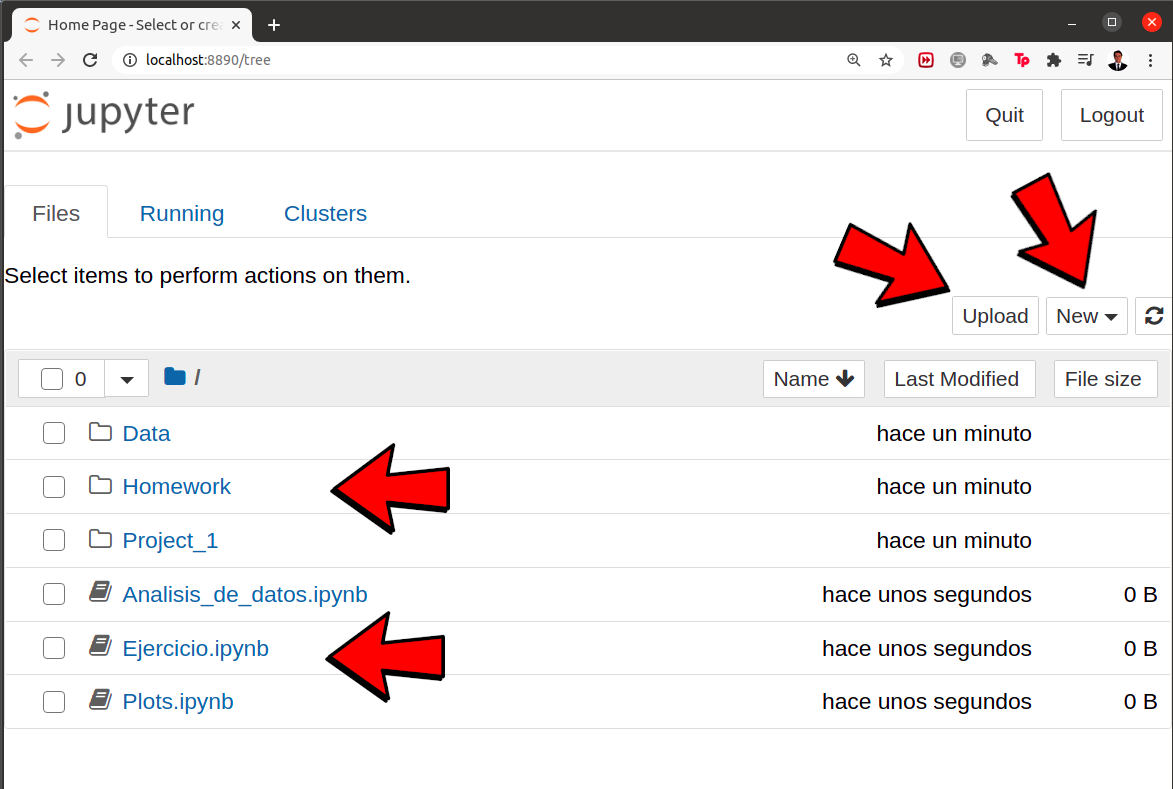 Home Page - Select or crea
localhost:8890/tree
Tp
jupyter
Quit
Logout
Files
Running
Clusters
Select items to perform actions on them.
Upload
New
0
/
Name
Last Modified
File size
Data hace un minuto
Homework hace un minuto
Project_1 hace un minuto
Analisis_de_datos.ipynb hace unos segundos 0 B
Ejercicio.ipynb hace unos segundos 0 B
Plots.ipynb hace unos segundos 0 B